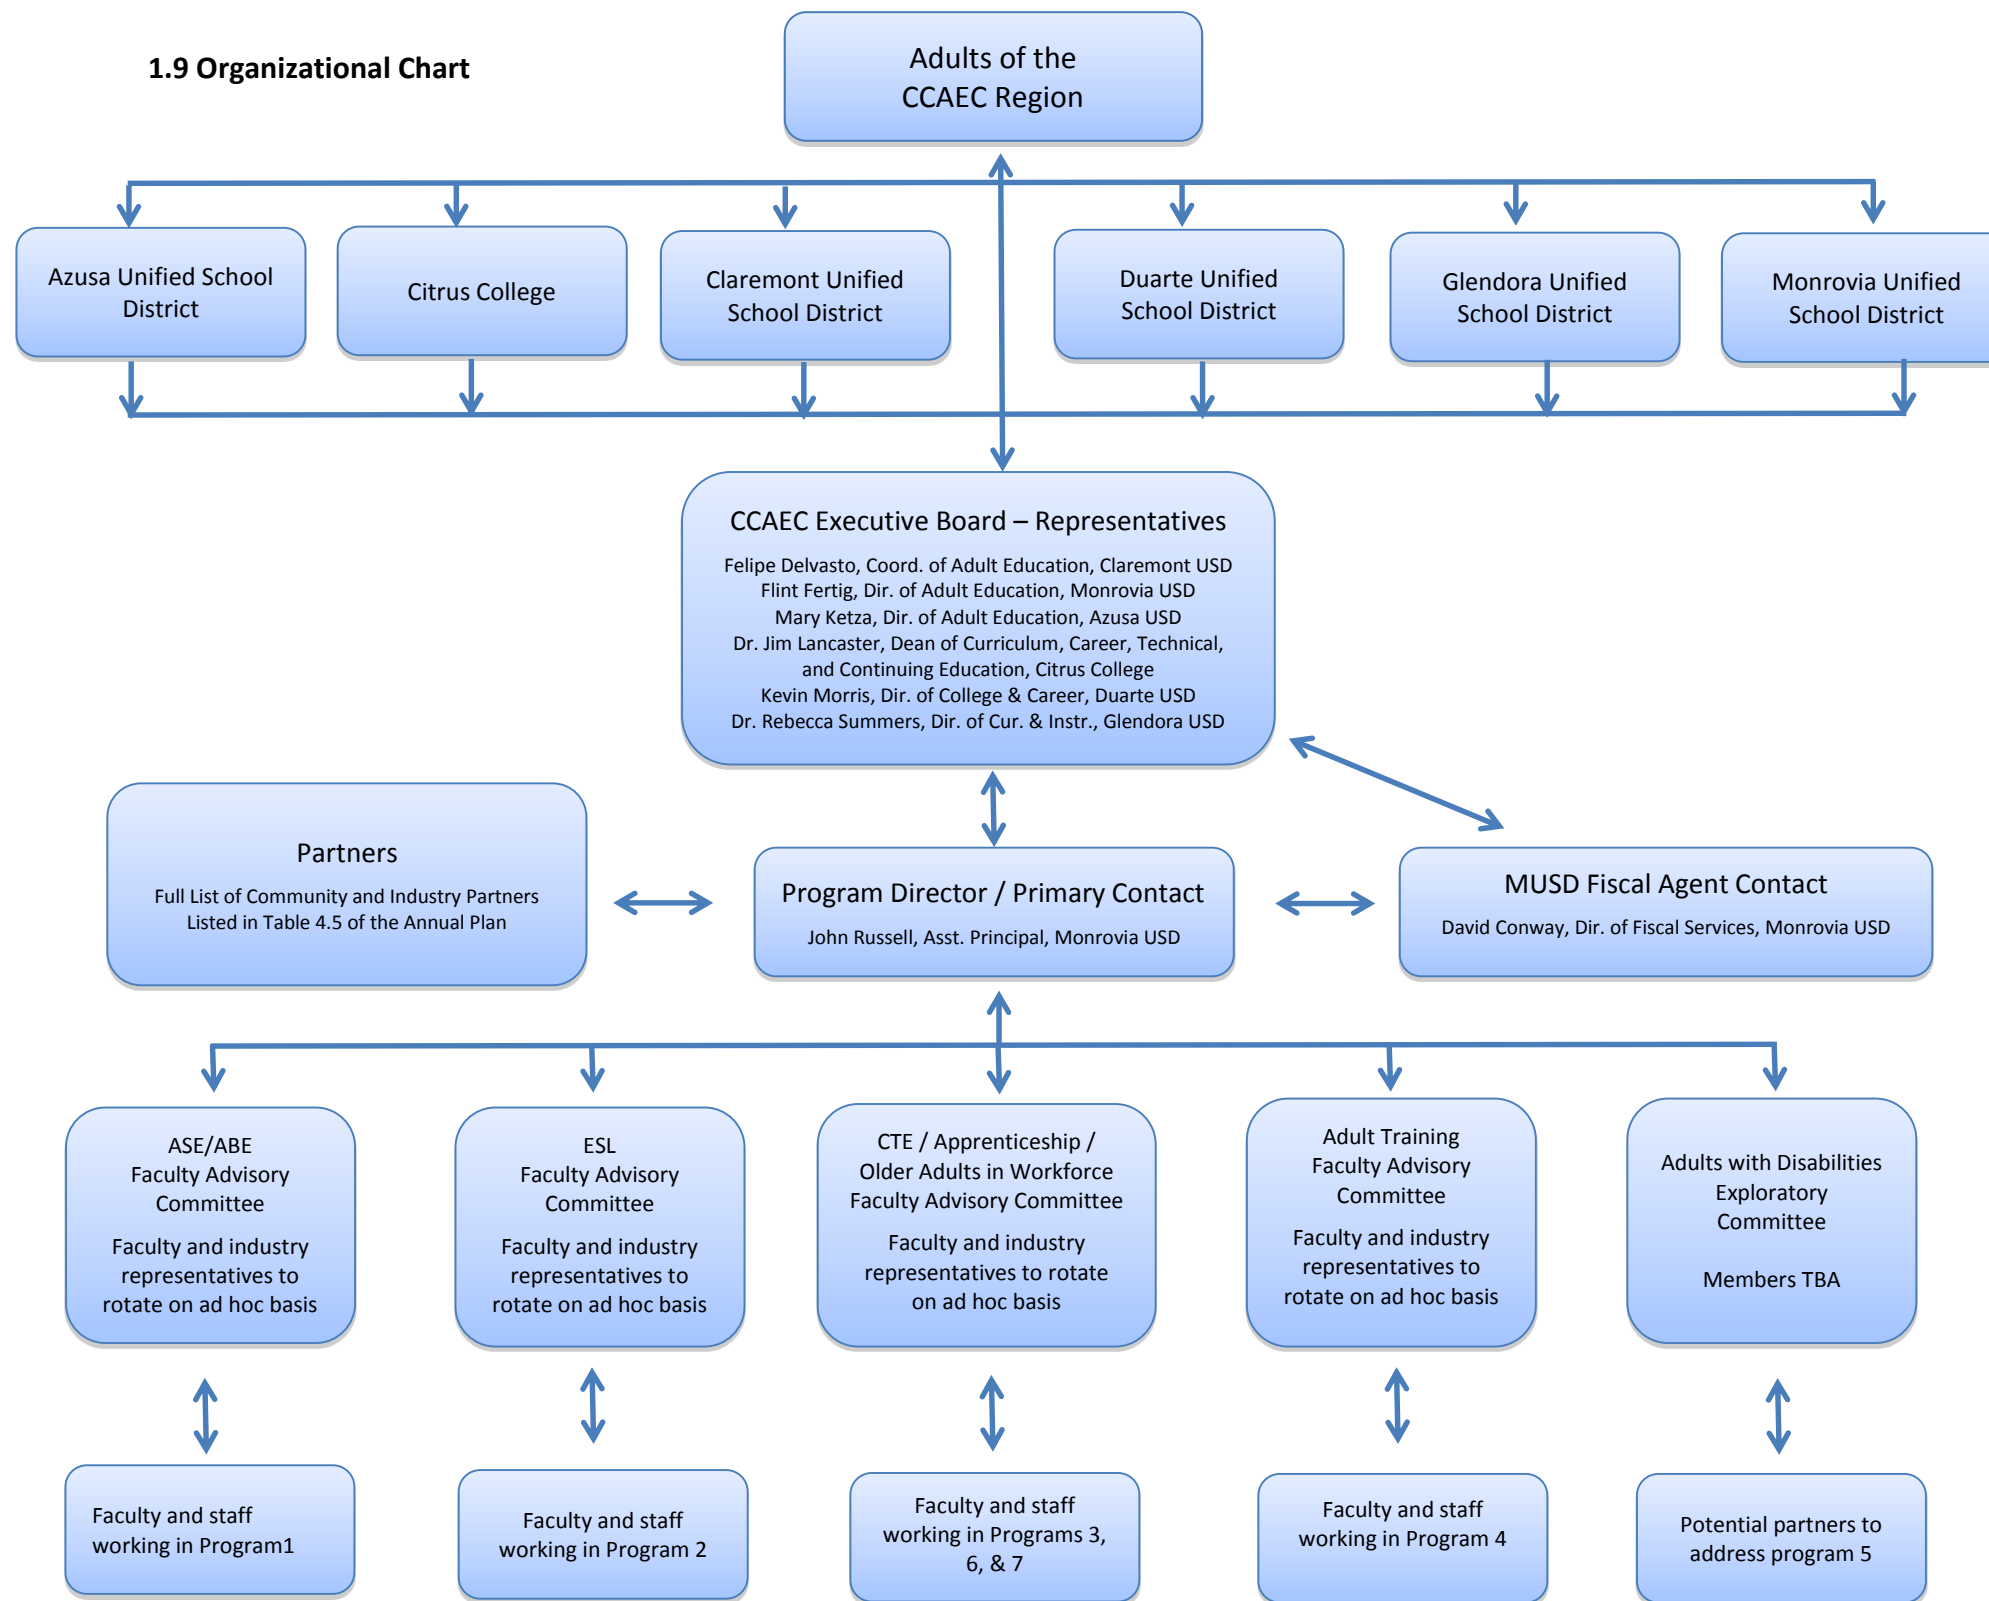 1.9 Organizational Chart
Adults of the
CCAEC Region
Azusa Unified School
District
Citrus College
Claremont Unified
School District
Duarte Unified
School District
Glendora Unified
School District
Monrovia Unified
School District
CCAEC Executive Board – Representatives
Felipe Delvasto, Coord. of Adult Education, Claremont USD
Flint Fertig, Dir. of Adult Education, Monrovia USD
Mary Ketza, Dir. of Adult Education, Azusa USD
Dr. Jim Lancaster, Dean of Curriculum, Career, Technical,
and Continuing Education, Citrus College
Kevin Morris, Dir. of College & Career, Duarte USD
Dr. Rebecca Summers, Dir. of Cur. & Instr., Glendora USD
Partners
Full List of Community and Industry Partners
Listed in Table 4.5 of the Annual Plan
Program Director / Primary Contact
John Russell, Asst. Principal, Monrovia USD
MUSD Fiscal Agent Contact
David Conway, Dir. of Fiscal Services, Monrovia USD
ASE/ABE
Faculty Advisory
Committee
Faculty and industry
representatives to
rotate on ad hoc basis
ESL
Faculty Advisory
Committee
Faculty and industry
representatives to
rotate on ad hoc basis
CTE / Apprenticeship /
Older Adults in Workforce
Faculty Advisory Committee
Faculty and industry
representatives to rotate
on ad hoc basis
Adult Training
Faculty Advisory
Committee
Faculty and industry
representatives to
rotate on ad hoc basis
Adults with Disabilities
Exploratory
Committee
Members TBA
Faculty and staff
working in Program1
Faculty and staff
working in Program 2
Faculty and staff
working in Programs 3,
6, & 7
Faculty and staff
working in Program 4
Potential partners to
address program 5